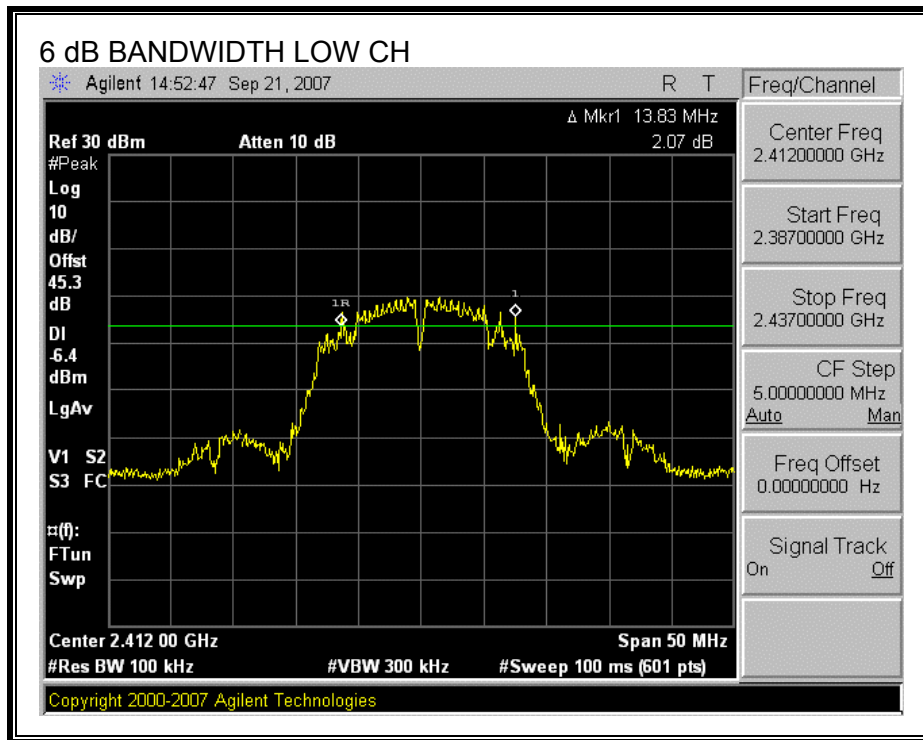 6 dB BANDWIDTH LOW CH
Agilent 14:52:47 Sep 21, 2007 R T
Δ Mkr1 13.83 MHz
Ref 30 dBm Atten 10 dB 2.07 dB
#Peak
Log
10
dB/
Offst
45.3
dB
DI
-6.4
dBm
LgAv
V1 S2
S3 FC
¤(f):
FTun
Swp
1R
1
Center 2.412 00 GHz Span 50 MHz
#Res BW 100 kHz #VBW 300 kHz #Sweep 100 ms (601 pts)
Copyright 2000-2007 Agilent Technologies
Freq/Channel
Center Freq
2.41200000 GHz
Start Freq
2.38700000 GHz
Stop Freq
2.43700000 GHz
CF Step
5.00000000 MHz
Auto Man
Freq Offset
0.00000000 Hz
Signal Track
On Off